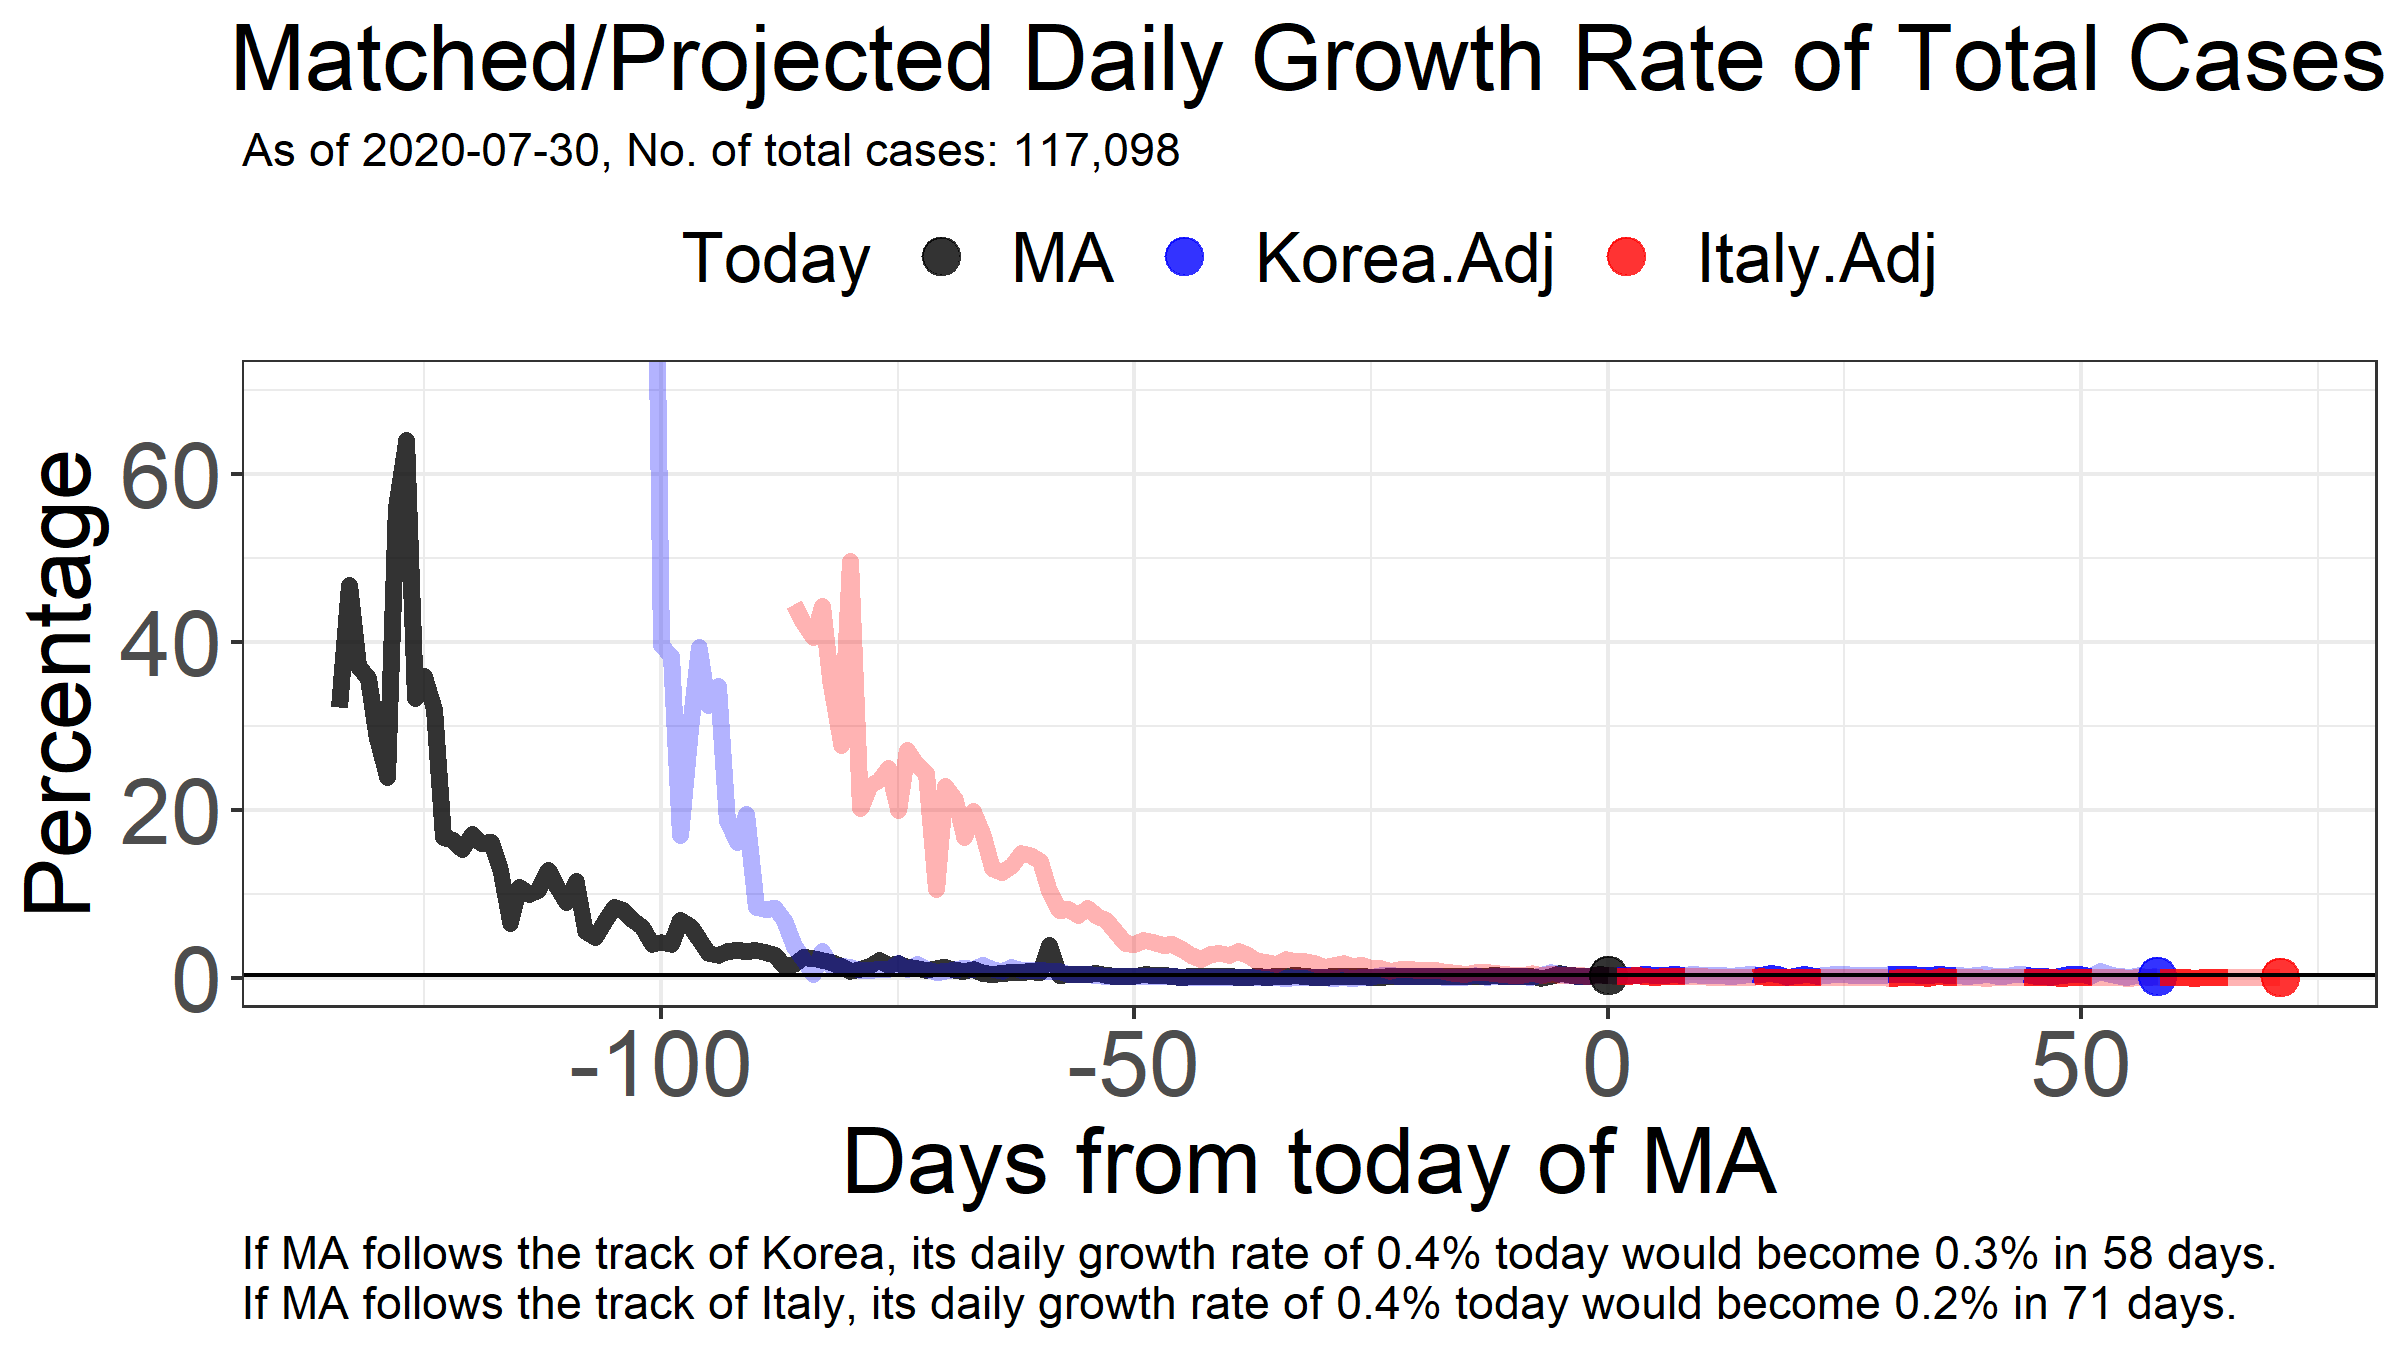 Matched/Projected Daily Growth Rate of Total Cases
As of 2020-07-30, No. of total cases: 117,098
Today MA Korea.Adj Italy.Adj
Percentage
60
40
20
0
-100 -50 0 50
Days from today of MA
If MA follows the track of Korea, its daily growth rate of 0.4% today would become 0.3% in 58 days.
If MA follows the track of Italy, its daily growth rate of 0.4% today would become 0.2% in 71 days.